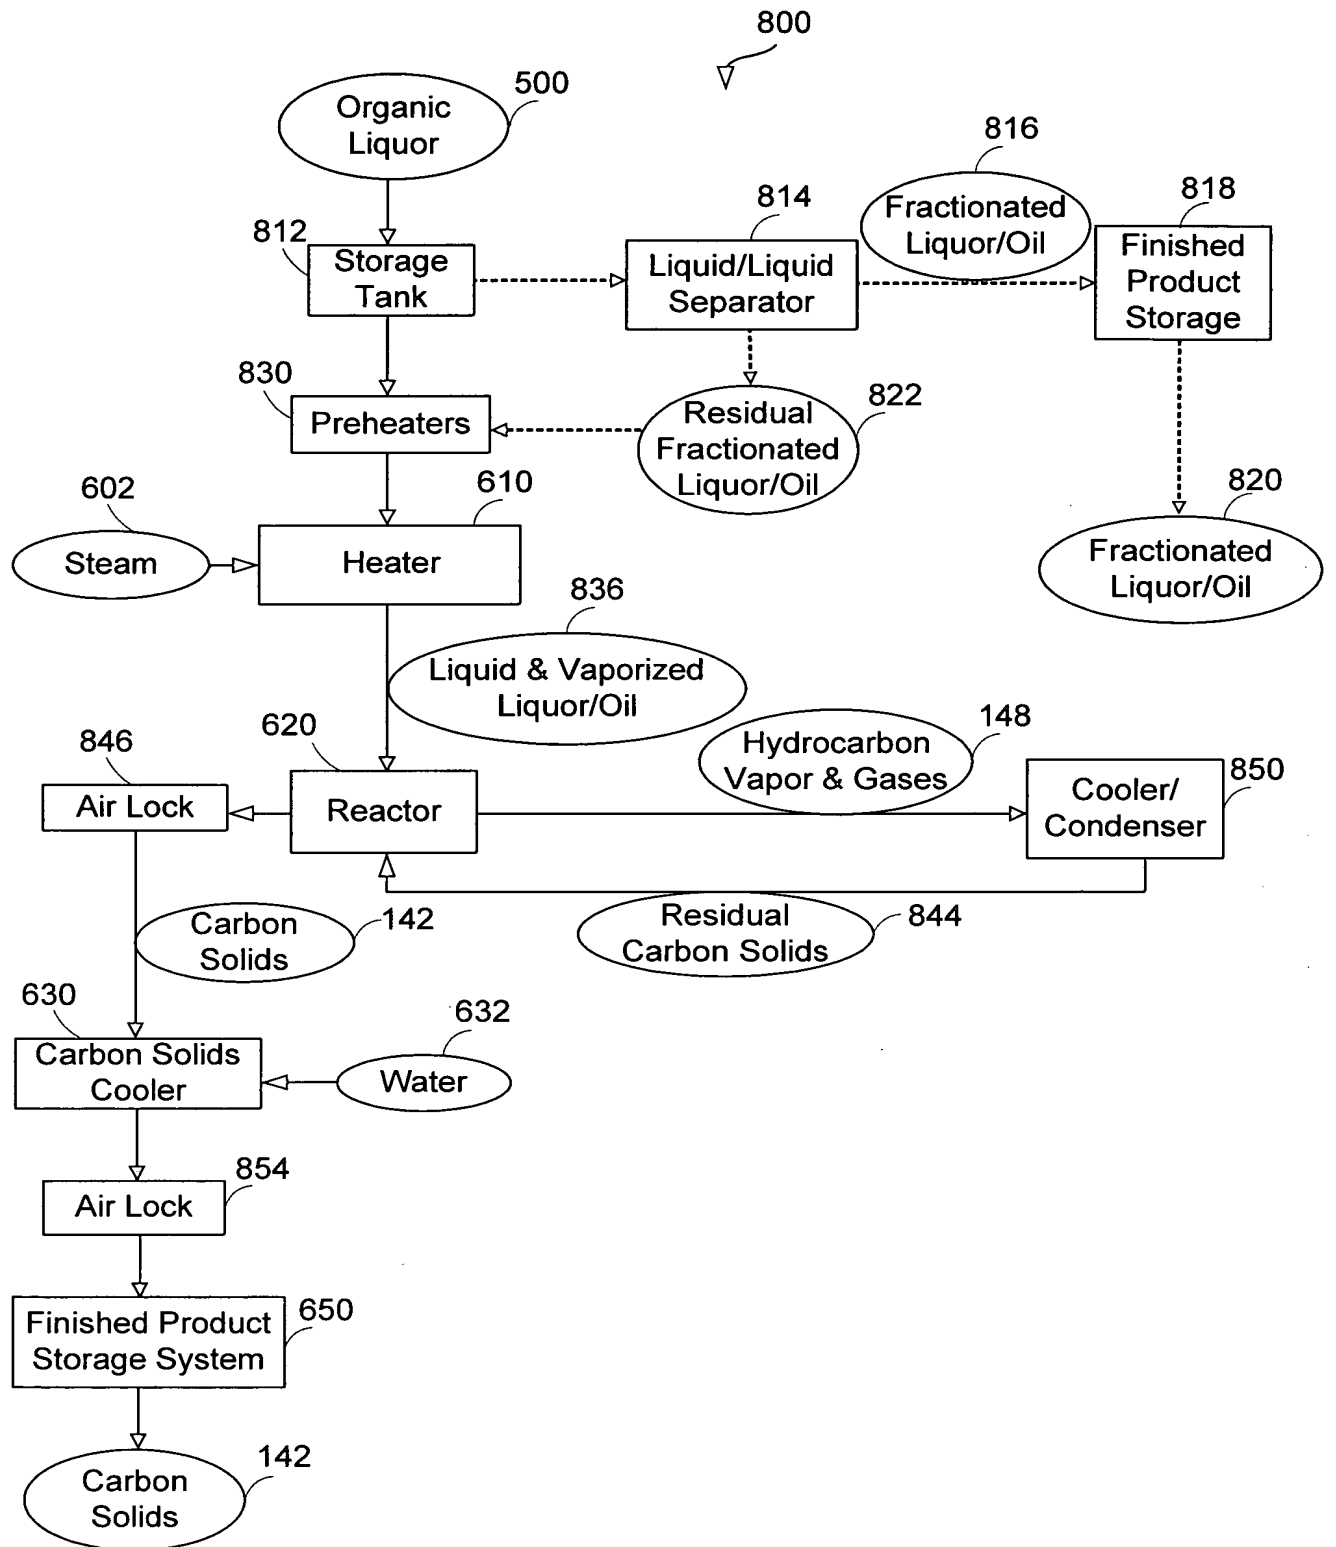 800
500
Organic
Liquor
816
812
Storage
Tank
814
Liquid/Liquid
Separator
Fractionated
Liquor/Oil
818
Finished
Product
Storage
830
Preheaters
822
Residual
Fractionated
Liquor/Oil
602
Steam
610
Heater
820
Fractionated
Liquor/Oil
836
Liquid & Vaporized
Liquor/Oil
846
Air Lock
620
Reactor
148
Hydrocarbon
Vapor & Gases
850
Cooler/
Condenser
142
Carbon
Solids
844
Residual
Carbon Solids
630
Carbon Solids
Cooler
632
Water
854
Air Lock
650
Finished Product
Storage System
142
Carbon
Solids